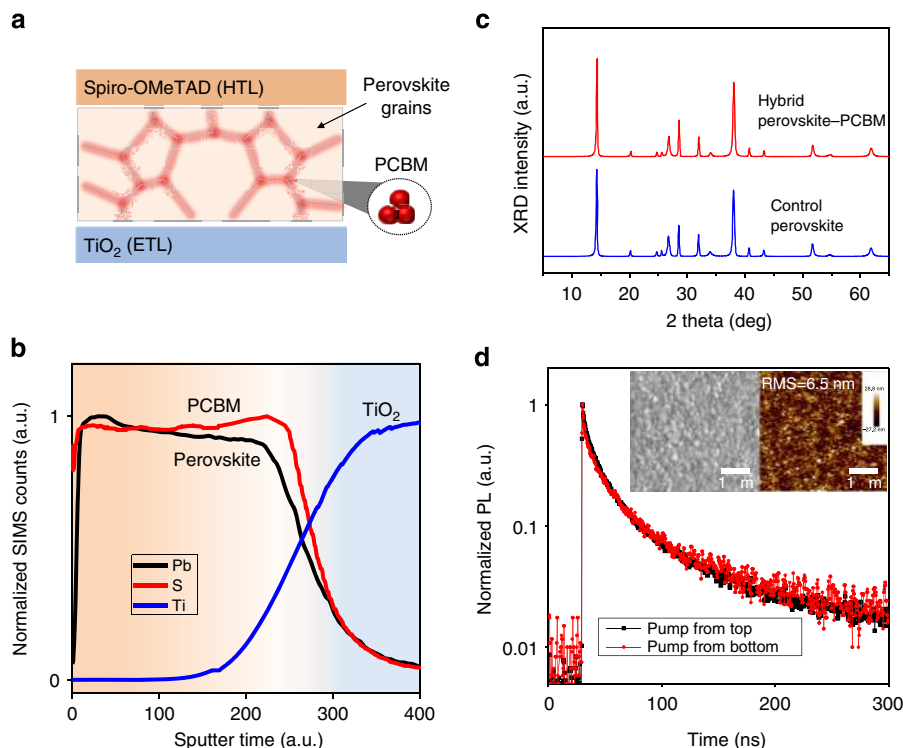 a
Spiro-OMeTAD (HTL)
Perovskite
grains
PCBM
TiO₂ (ETL)
b
Normalized SIMS counts (a.u.)
1
0
PCBM
Perovskite
TiO₂
Pb
S
Ti
0 100 200 300 400
Sputter time (a.u.)
c
XRD intensity (a.u.)
Hybrid
perovskite–PCBM
Control
perovskite
10 20 30 40 50 60
2 theta (deg)
d
Normalized PL (a.u.)
1
0.1
0.01
RMS=6.5 nm
1 m
1 m
Pump from top
Pump from bottom
0 100 200 300
Time (ns)